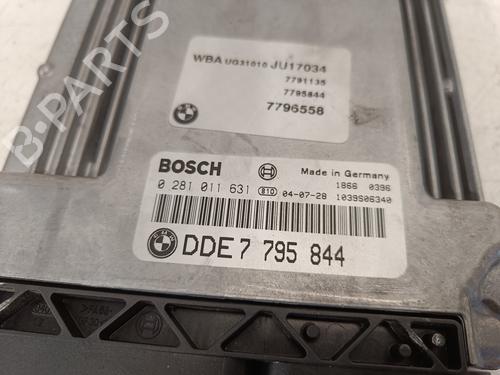 WBA UG31010 JU17034
7791135
7795844
7796558
BOSCH
Made in Germany
0 281 011 631 810 04-07-28
1866 0396
1039S06340
DDE 7 795 844
B-PARTS